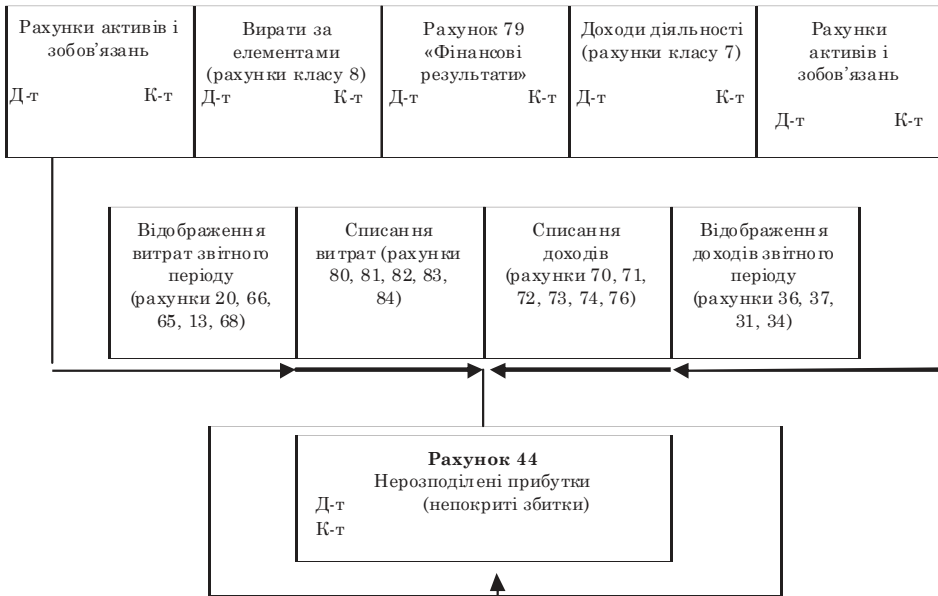 Рахунки активів і
зобов’язань
Д-т К-т
Вирати за
елементами
(рахунки класу 8)
Д-т К-т
Рахунок 79
«Фінансові
результати»
Д-т К-т
Доходи діяльності
(рахунки класу 7)
Д-т К-т
Рахунки
активів і
зобов’язань
Д-т К-т
Відображення
витрат звітного
періоду
(рахунки 20, 66,
65, 13, 68)
Списання
витрат (рахунки
80, 81, 82, 83,
84)
Списання
доходів
(рахунки 70, 71,
72, 73, 74, 76)
Відображення
доходів звітного
періоду
(рахунки 36, 37,
31, 34)
Рахунок 44
Нерозподілені прибутки
Д-т (непокриті збитки)
К-т